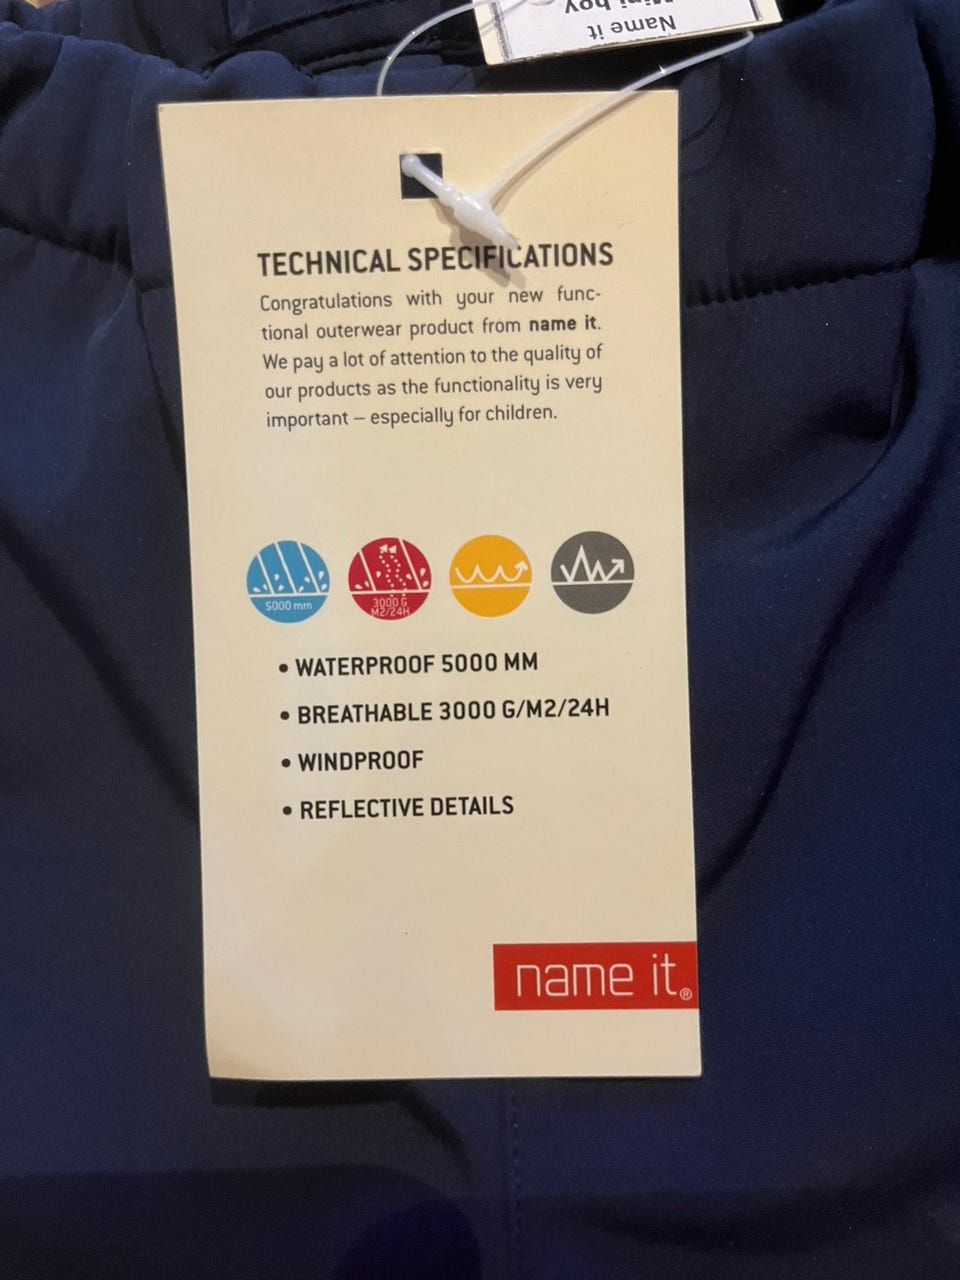 Name it
Mini boy
TECHNICAL SPECIFICATIONS
Congratulations with your new func-
tional outerwear product from name it.
We pay a lot of attention to the quality of
our products as the functionality is very
important – especially for children.
5000 mm
3000 G
M2/24H
• WATERPROOF 5000 MM
• BREATHABLE 3000 G/M2/24H
• WINDPROOF
• REFLECTIVE DETAILS
name it®